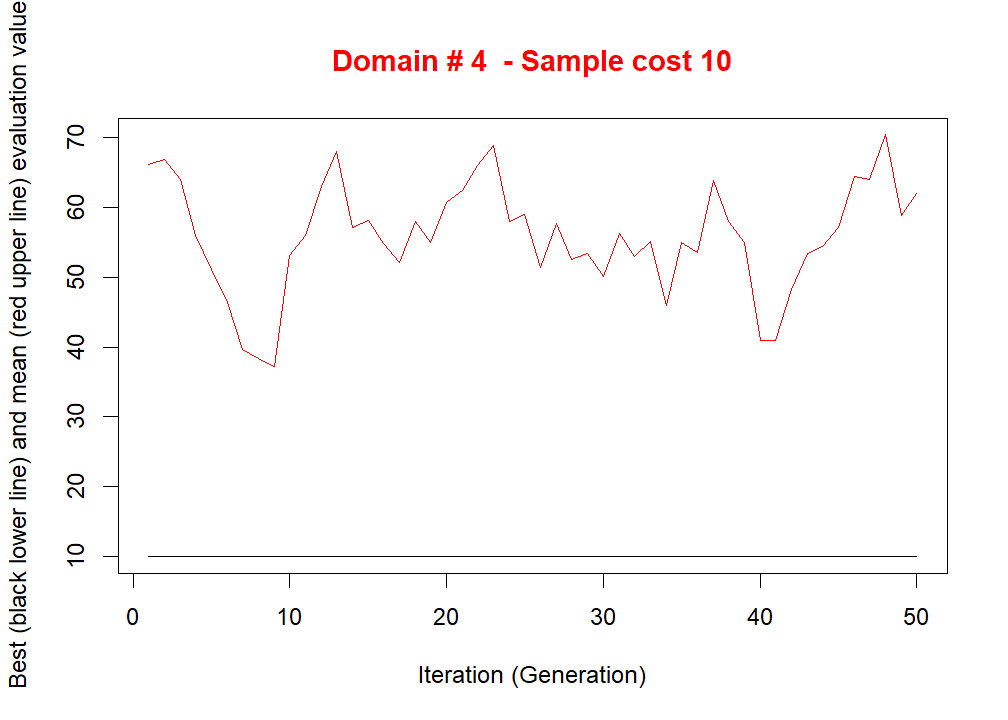 Domain # 4  - Sample cost 10
Best (black lower line) and mean (red upper line) evaluation value
70
60
50
40
30
20
10
0 10 20 30 40 50
Iteration (Generation)